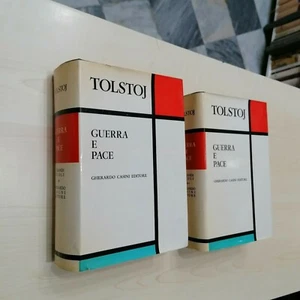 TOLSTOJ
GUERRA
E
PACE
GHERARDO CASINI EDITORE
TOLSTOJ
GUERRA
E
PACE
GHERARDO CASINI EDITORE